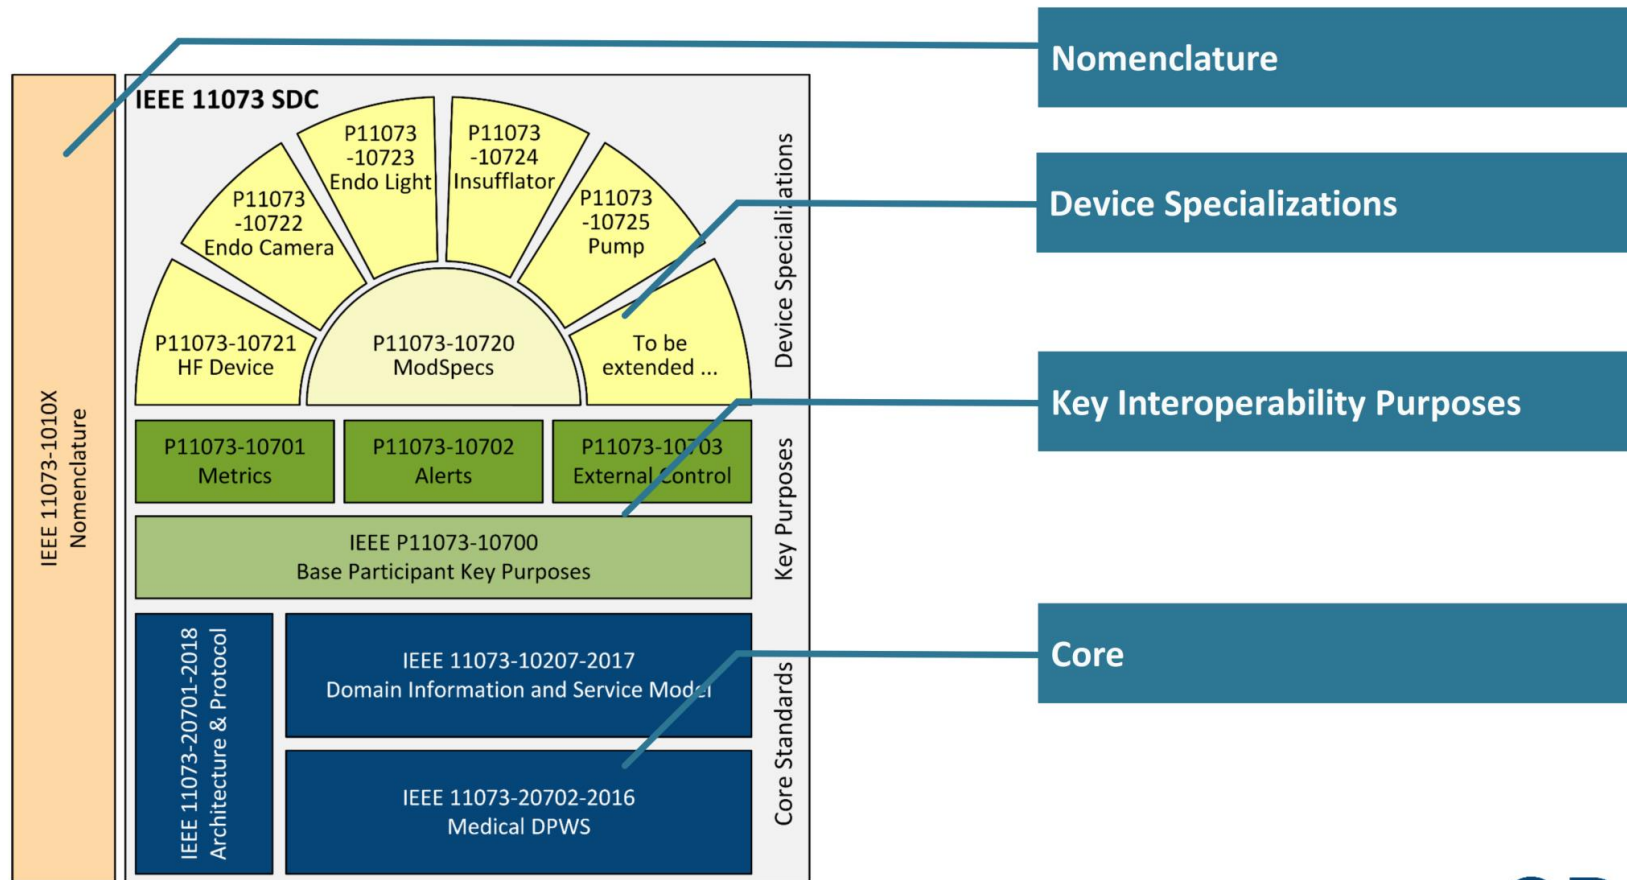 Nomenclature
IEEE 11073 SDC
P11073
-10723
Endo Light
P11073
-10724
Insufflator
P11073
-10722
Endo Camera
P11073
-10725
Pump
Device Specializations
Device Specializations
P11073-10721
HF Device
P11073-10720
ModSpecs
To be
extended ...
IEEE 11073-1010X
Nomenclature
Key Interoperability Purposes
P11073-10701
Metrics
P11073-10702
Alerts
P11073-10703
External Control
Key Purposes
IEEE P11073-10700
Base Participant Key Purposes
IEEE 11073-20701-2018
Architecture & Protocol
IEEE 11073-10207-2017
Domain Information and Service Model
Core
Core Standards
IEEE 11073-20702-2016
Medical DPWS